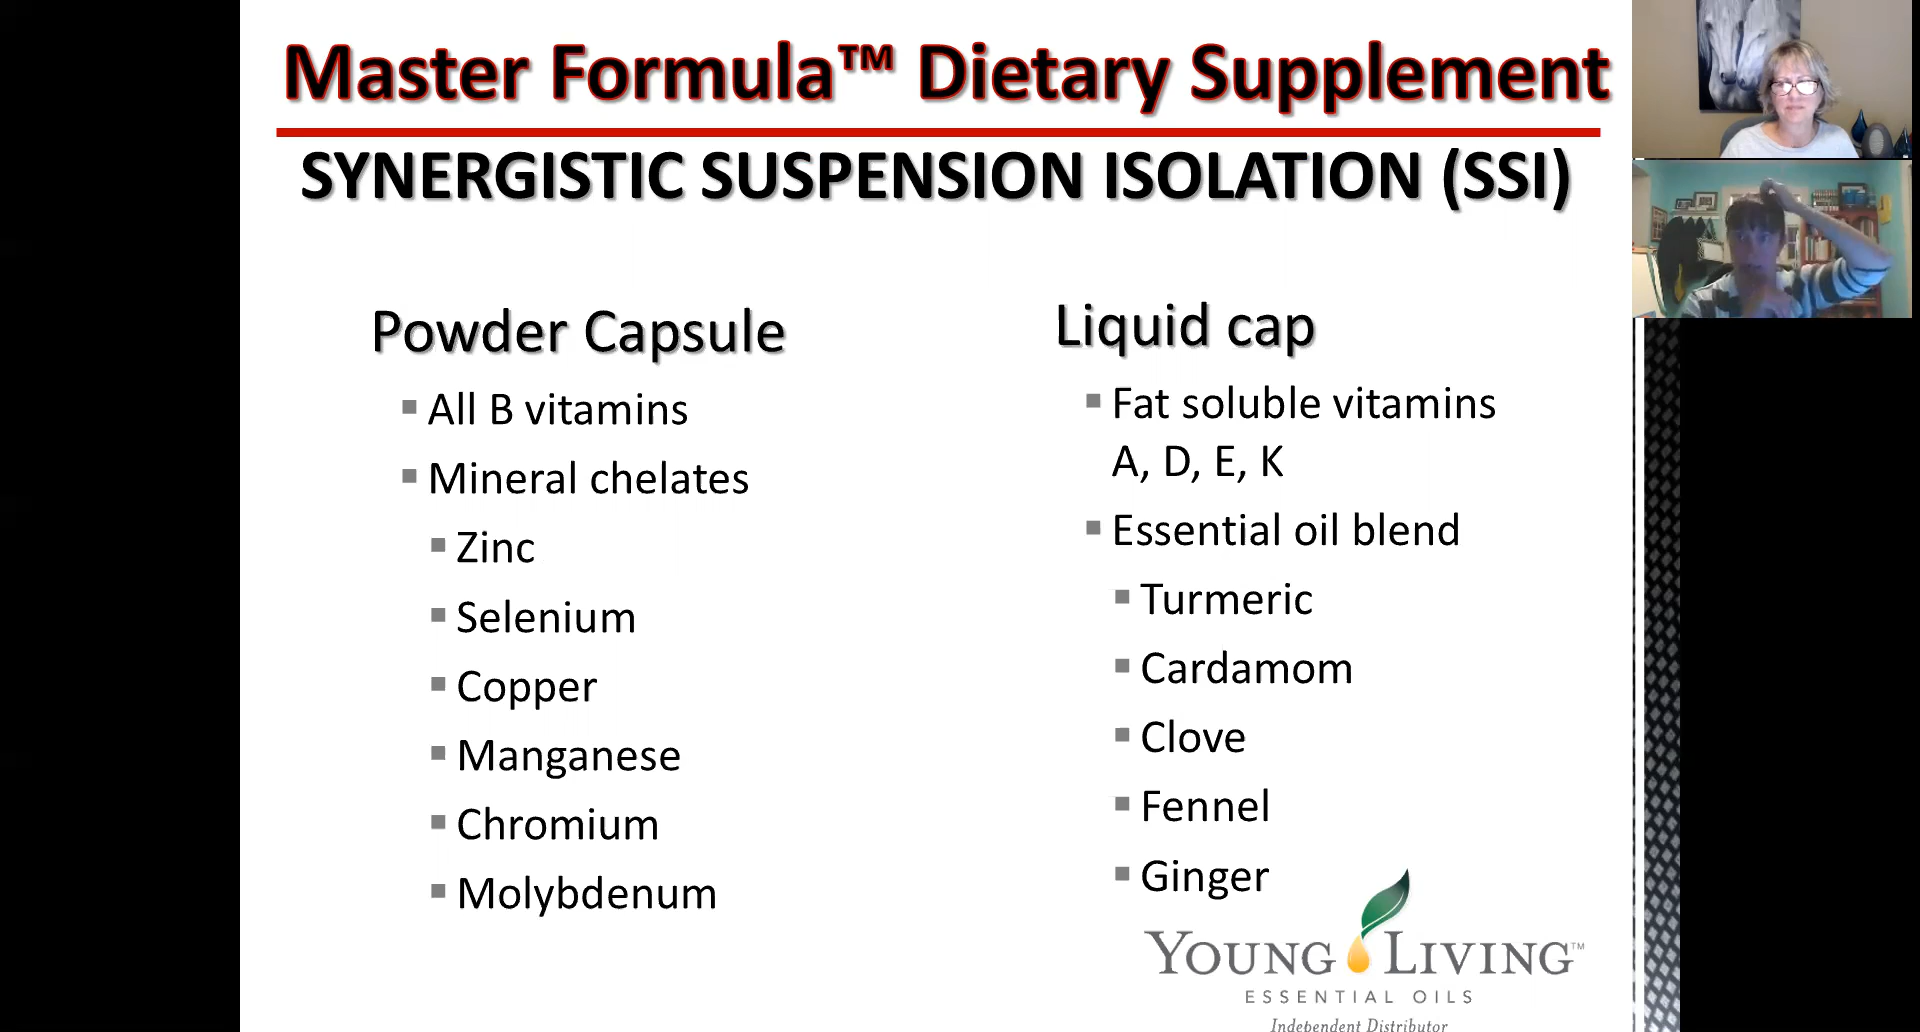 Master Formula™ Dietary Supplement
SYNERGISTIC SUSPENSION ISOLATION (SSI)
Powder Capsule
All B vitamins
Mineral chelates
Zinc
Selenium
Copper
Manganese
Chromium
Molybdenum
Liquid cap
Fat soluble vitamins
A, D, E, K
Essential oil blend
Turmeric
Cardamom
Clove
Fennel
Ginger
YOUNG LIVING™
ESSENTIAL OILS
Independent Distributor